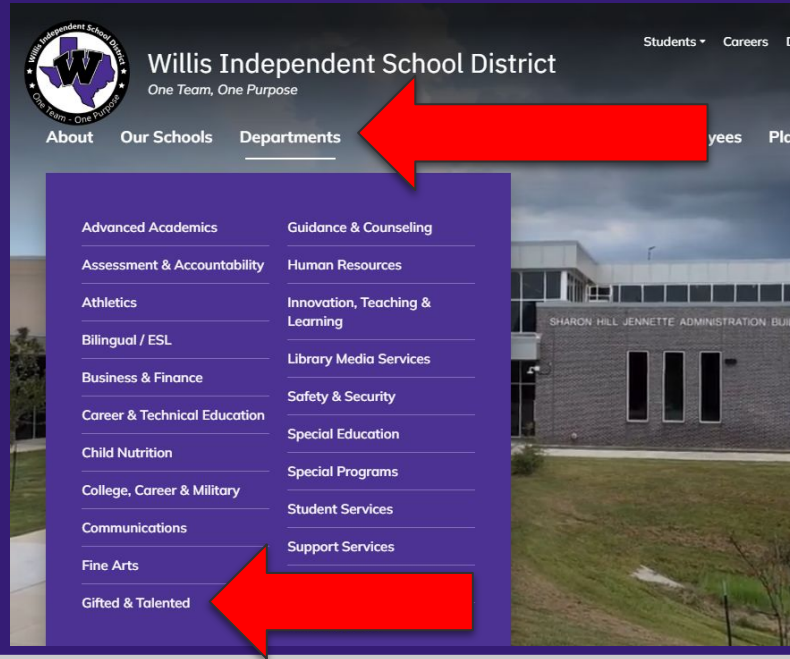 Willis Independent School District
One Team - One Purpose
W
Willis Independent School District
One Team, One Purpose
Students Careers
About Our Schools Departments
Advanced Academics
Assessment & Accountability
Athletics
Bilingual / ESL
Business & Finance
Career & Technical Education
Child Nutrition
College, Career & Military
Communications
Fine Arts
Gifted & Talented
Guidance & Counseling
Human Resources
Innovation, Teaching &
Learning
Library Media Services
Safety & Security
Special Education
Special Programs
Student Services
Support Services
SHARON HILL JENNETTE ADMINISTRATION